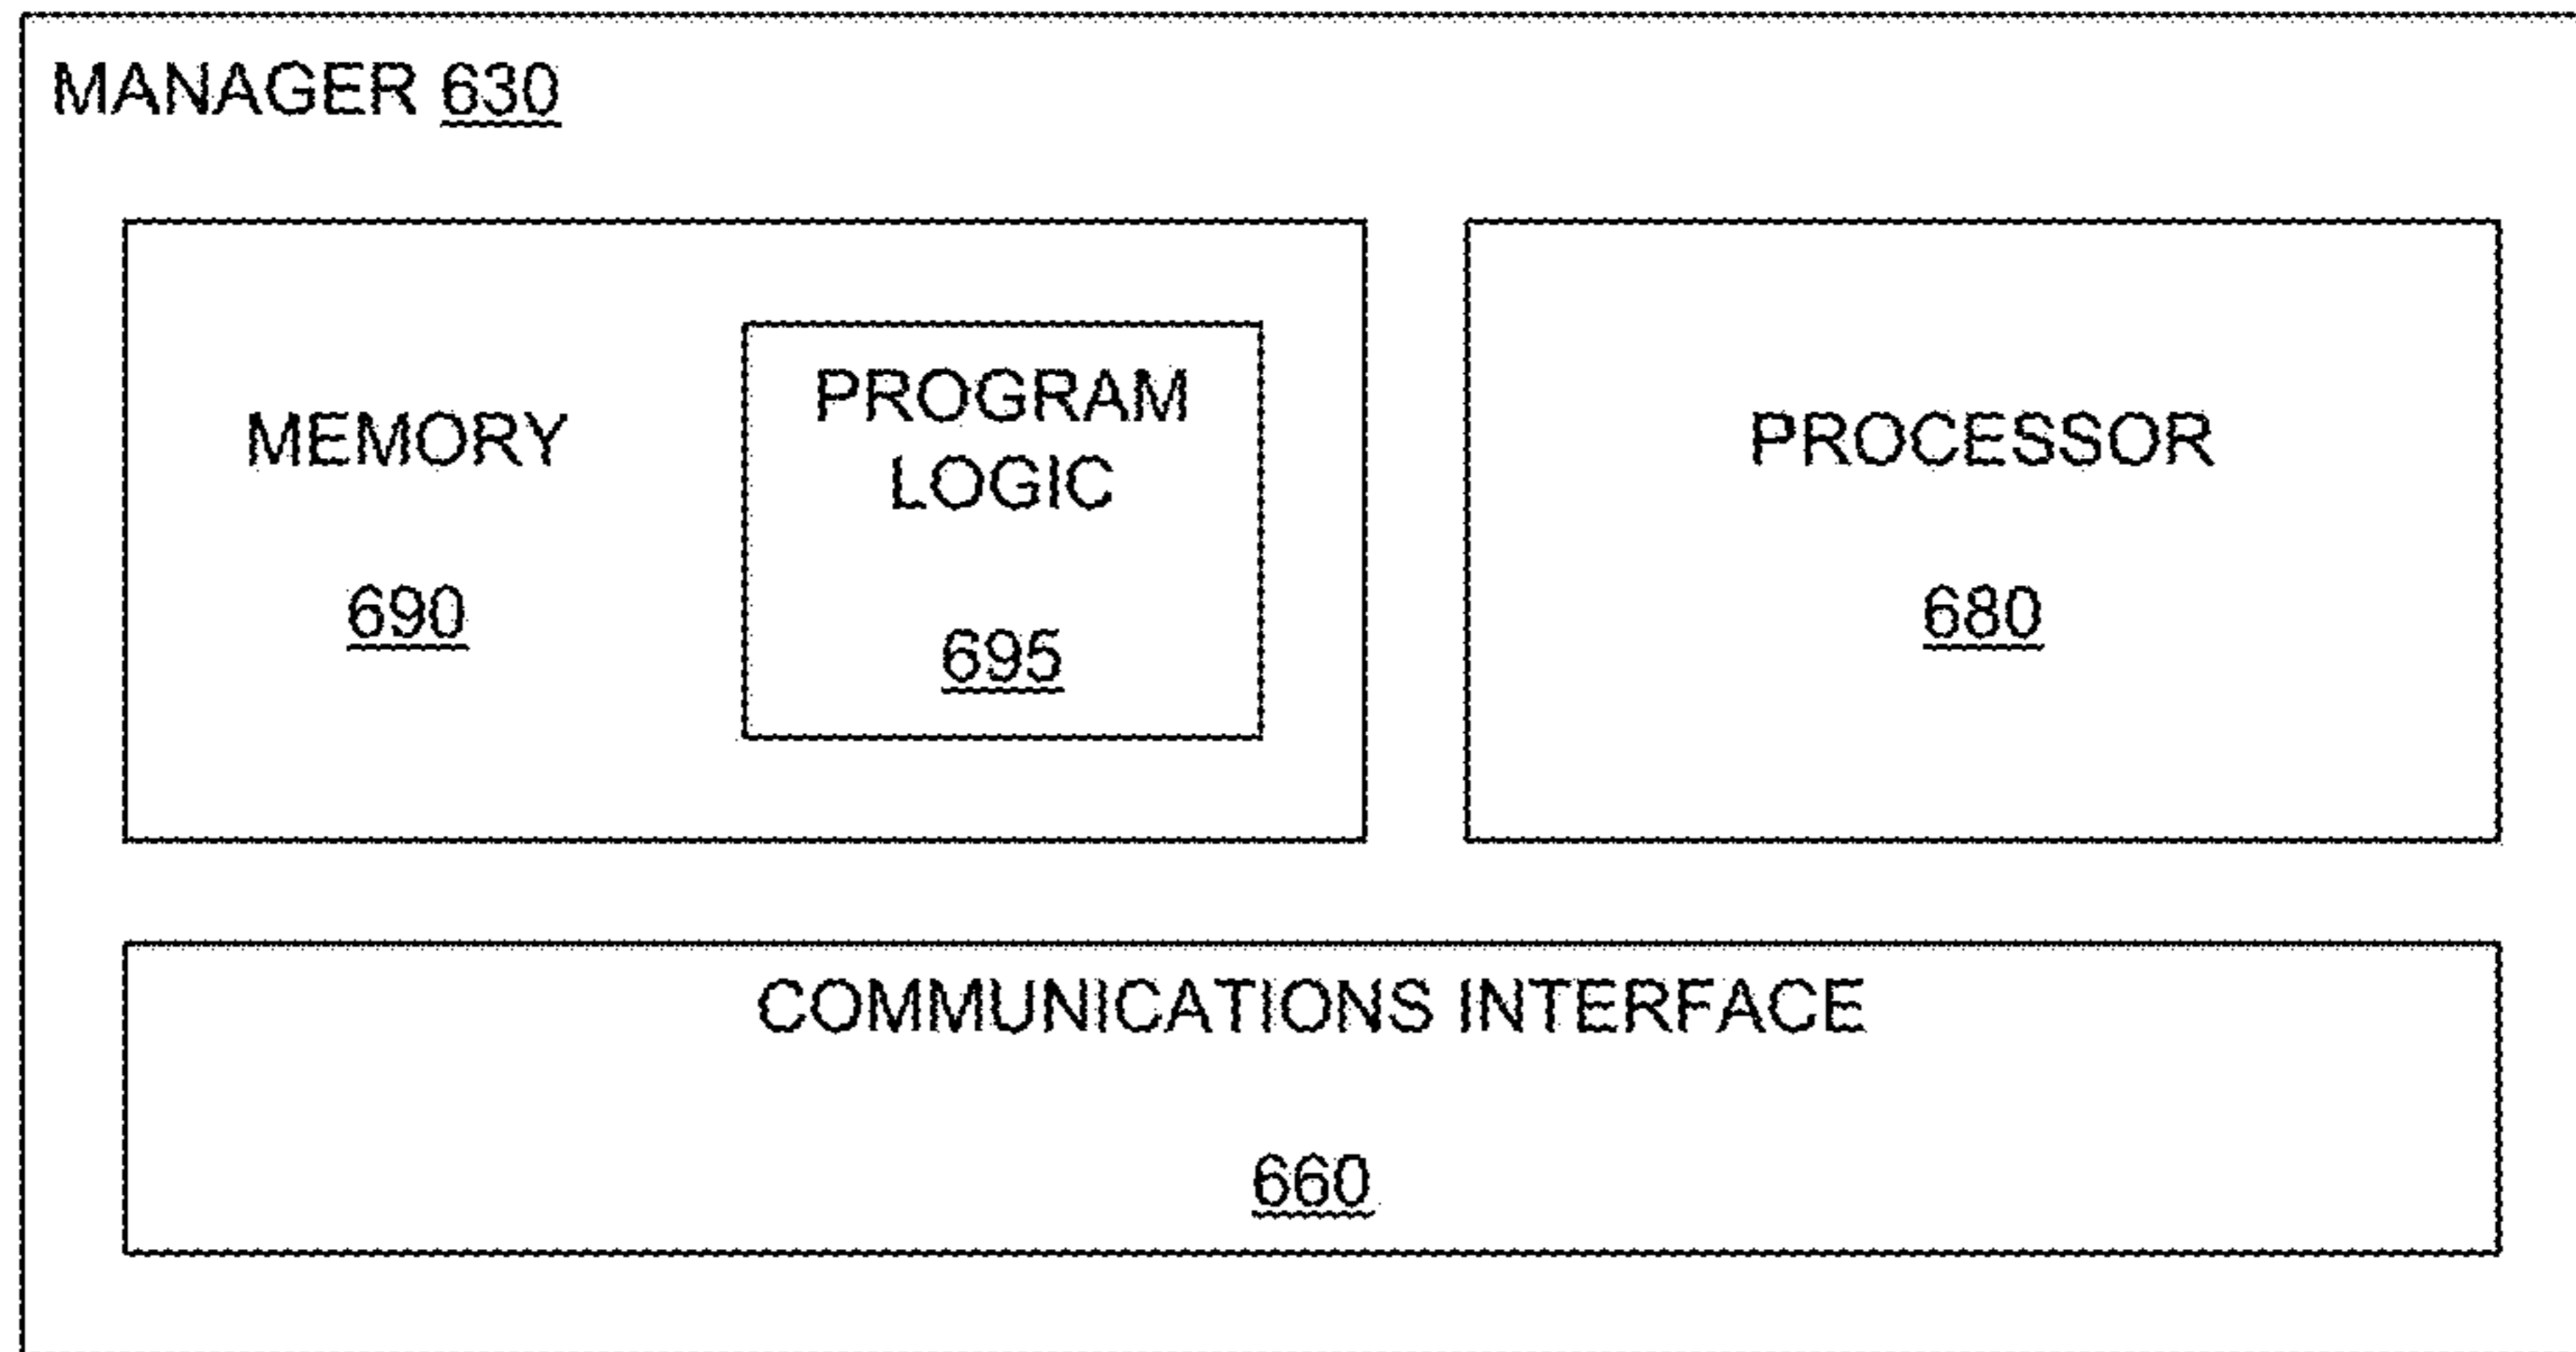 MANAGER 630
MEMORY
690
PROGRAM
LOGIC
695
PROCESSOR
680
COMMUNICATIONS INTERFACE
660